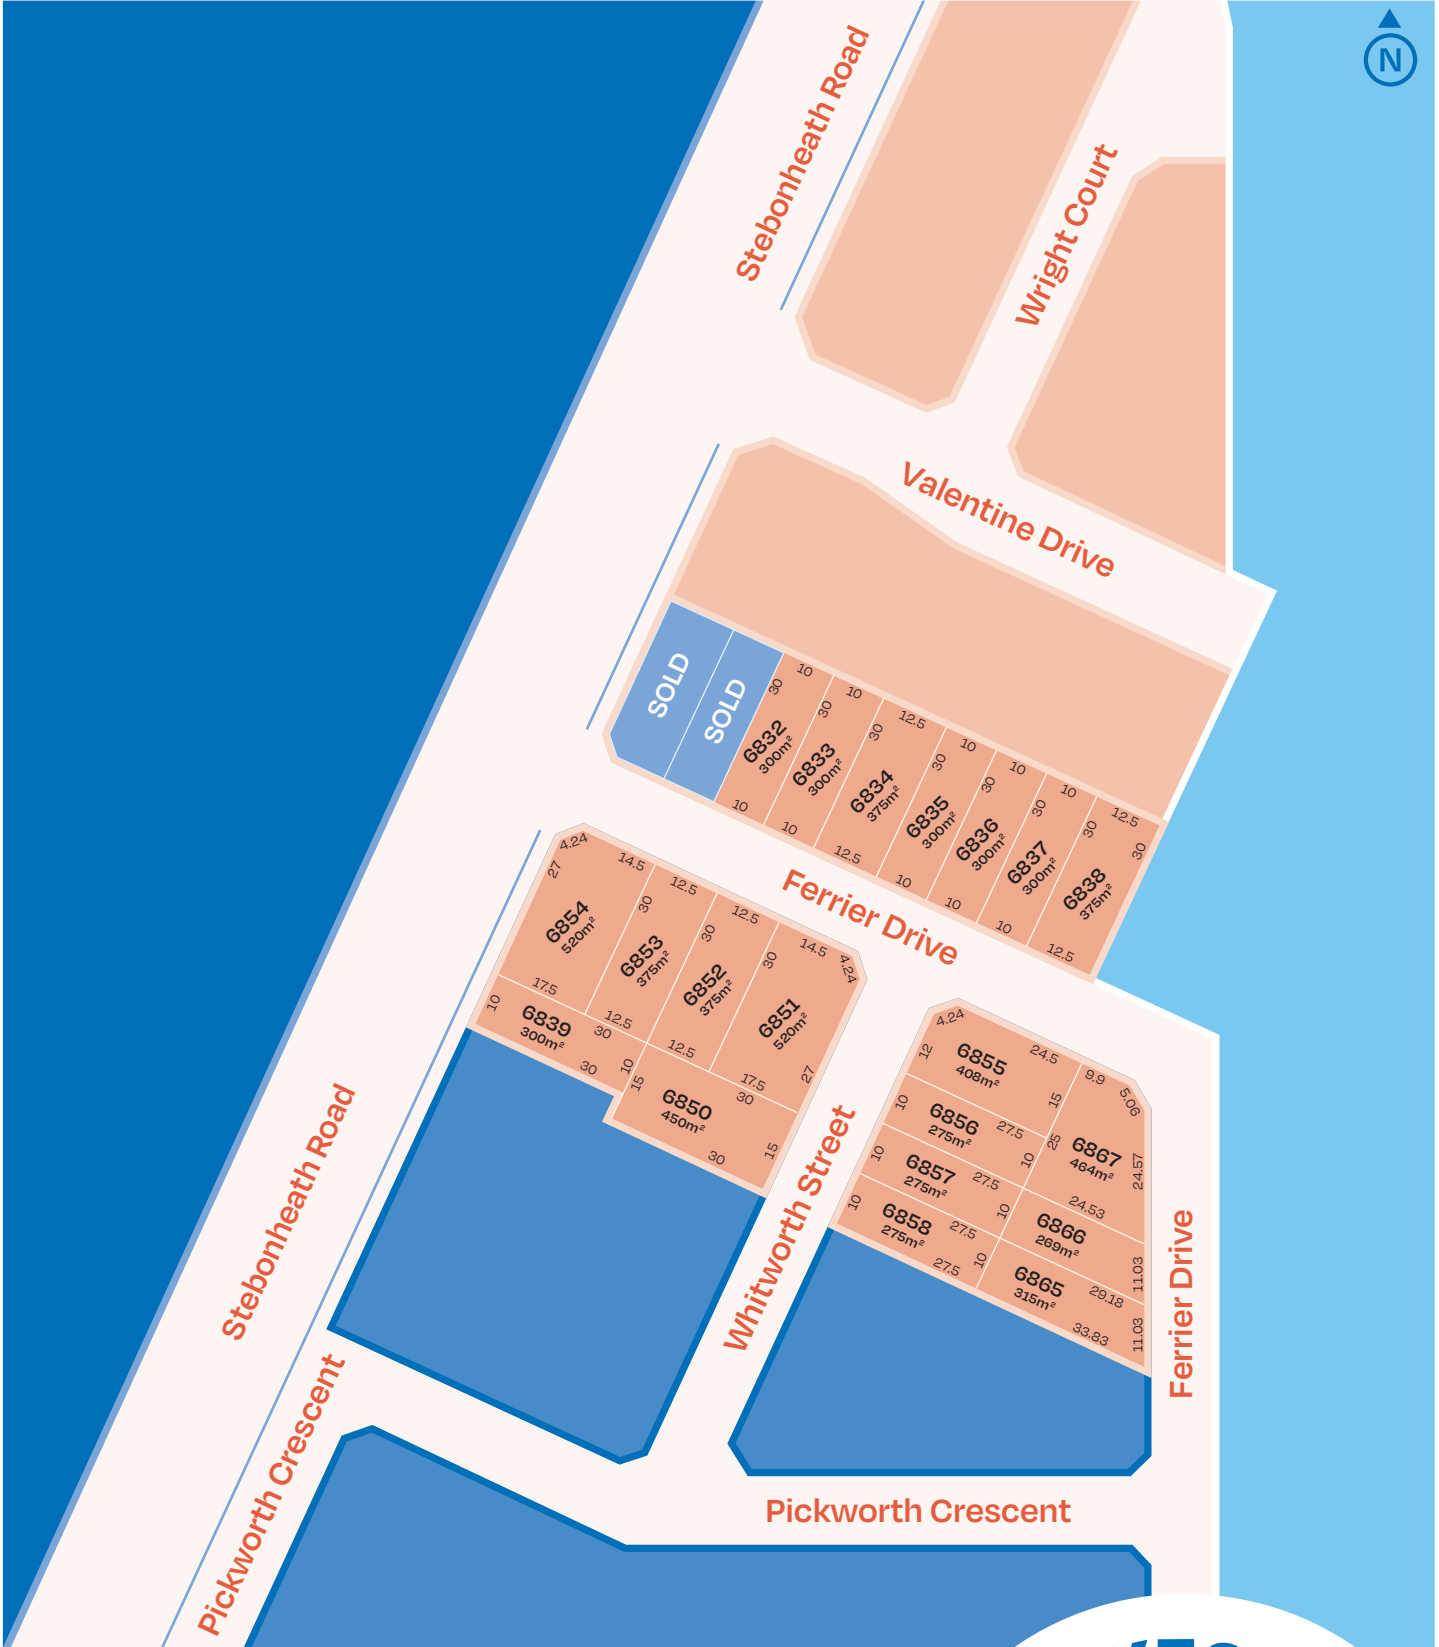 N
Stebonheath Road
Wright Court
Valentine Drive
SOLD
SOLD
10
30
6832
300m²
10
10
30
6833
300m²
10
12.5
30
6834
375m²
12.5
10
30
6835
300m²
10
10
30
6836
300m²
10
10
30
6837
300m²
10
12.5
30
30
6838
375m²
12.5
Ferrier Drive
4.24
27
14.5
6854
520m²
17.5
12.5
30
6853
375m²
12.5
12.5
30
6852
375m²
12.5
14.5
4.24
30
6851
520m²
27
17.5
10
6839
300m²
30
30
10
15
6850
450m²
30
30
15
4.24
12
24.5
6855
408m²
15
10
6856
275m²
27.5
10
10
6857
275m²
27.5
10
10
6858
275m²
27.5
10
27.5
9.9
5.06
25
6867
464m²
24.57
24.53
6866
269m²
11.03
29.18
6865
315m²
11.03
33.83
Whitworth Street
Ferrier Drive
Stebonheath Road
Pickworth Crescent
Pickworth Crescent